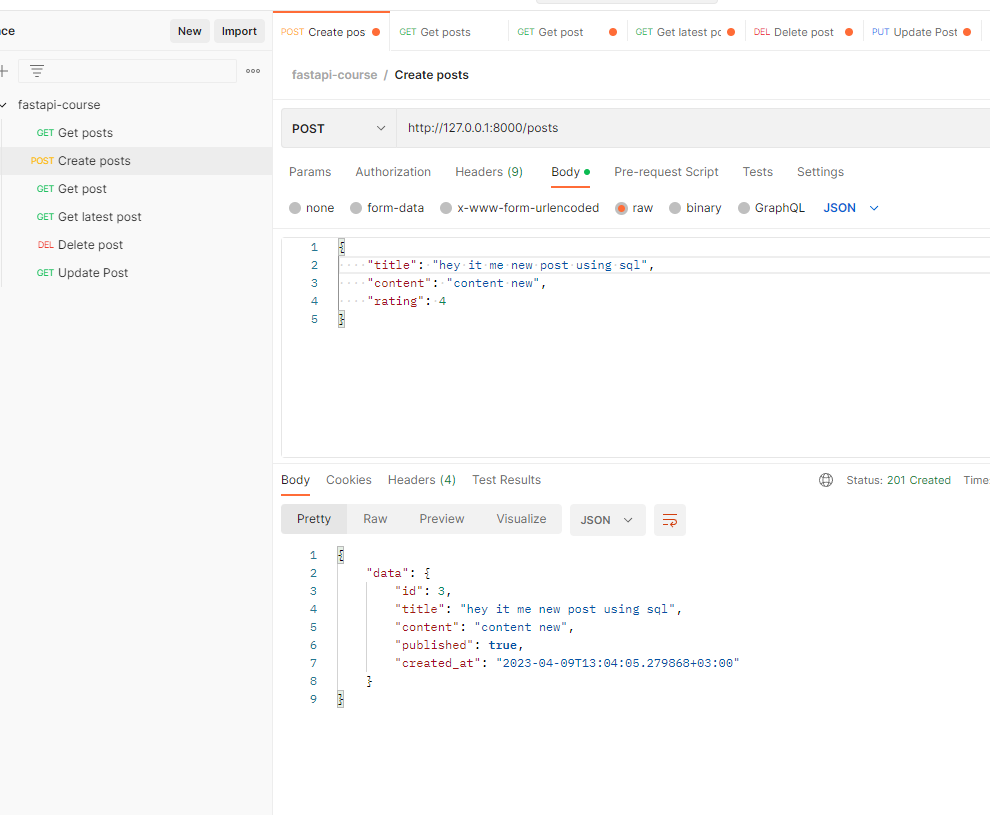 ce
New Import
POST Create pos GET Get posts GET Get post GET Get latest pc DEL Delete post PUT Update Post
fastapi-course / Create posts
fastapi-course
GET Get posts
POST Create posts
GET Get post
GET Get latest post
DEL Delete post
GET Update Post
POST http://127.0.0.1:8000/posts
Params Authorization Headers (9) Body Pre-request Script Tests Settings
none form-data x-www-form-urlencoded raw binary GraphQL JSON
1 {
2 "title": "hey it me new post using sql",
3 "content": "content new",
4 "rating": 4
5 }
Body Cookies Headers (4) Test Results Status: 201 Created Time
Pretty Raw Preview Visualize JSON
1 {
2 "data": {
3 "id": 3,
4 "title": "hey it me new post using sql",
5 "content": "content new",
6 "published": true,
7 "created_at": "2023-04-09T13:04:05.279868+03:00"
8 }
9 }